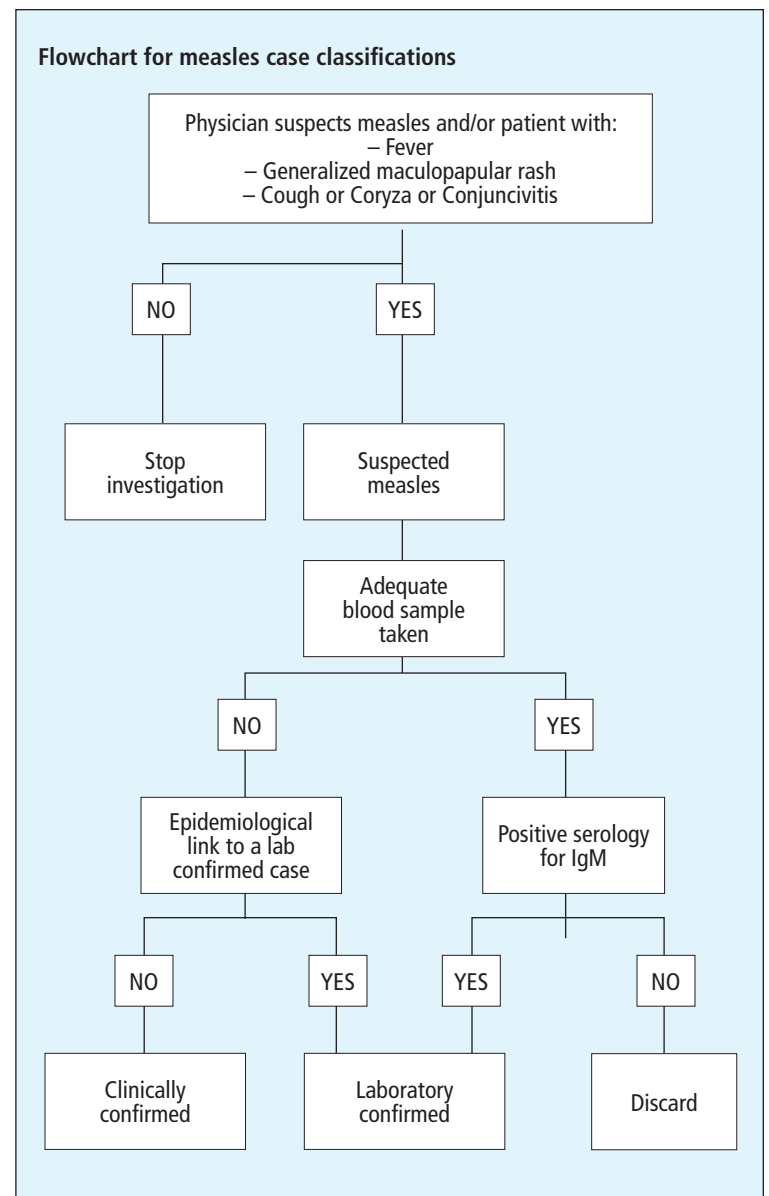 Flowchart for measles case classifications
Physician suspects measles and/or patient with:
– Fever
– Generalized maculopapular rash
– Cough or Coryza or Conjuncivitis
NO
YES
Stop
investigation
Suspected
measles
Adequate
blood sample
taken
NO
YES
Epidemiological
link to a lab
confirmed case
Positive serology
for IgM
NO
YES
YES
NO
Clinically
confirmed
Laboratory
confirmed
Discard